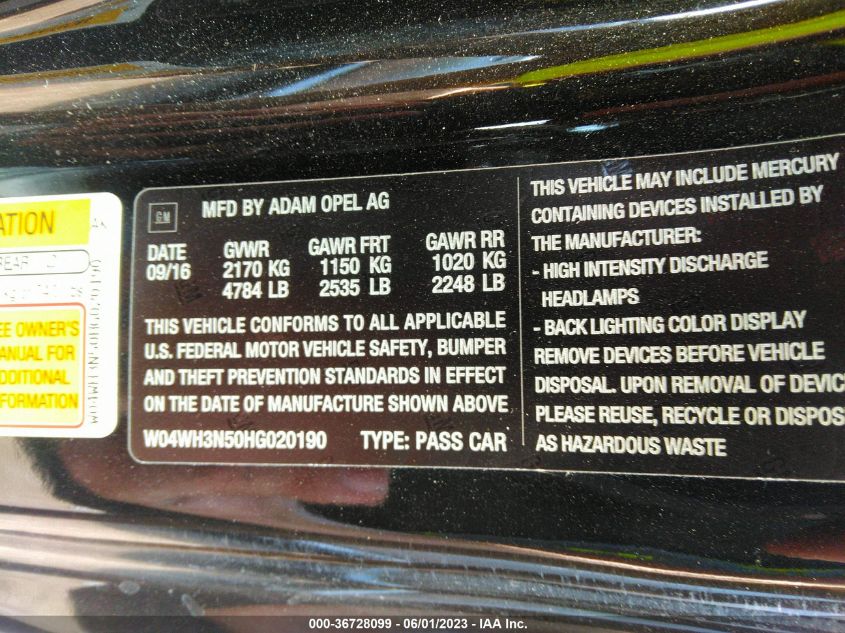 ATION
REAR 2
EE OWNER'S
ANUAL FOR
DDITIONAL
FORMATION
W04WH3N50HG020190
GM
MFD BY ADAM OPEL AG
DATE GVWR GAWR FRT GAWR RR
09/16 2170 KG 1150 KG 1020 KG
4784 LB 2535 LB 2248 LB
THIS VEHICLE CONFORMS TO ALL APPLICABLE
U.S. FEDERAL MOTOR VEHICLE SAFETY, BUMPER
AND THEFT PREVENTION STANDARDS IN EFFECT
ON THE DATE OF MANUFACTURE SHOWN ABOVE
W04WH3N50HG020190 TYPE: PASS CAR
THIS VEHICLE MAY INCLUDE MERCURY
CONTAINING DEVICES INSTALLED BY
THE MANUFACTURER:
- HIGH INTENSITY DISCHARGE
HEADLAMPS
- BACK LIGHTING COLOR DISPLAY
REMOVE DEVICES BEFORE VEHICLE
DISPOSAL. UPON REMOVAL OF DEVIC
PLEASE REUSE, RECYCLE OR DISPOS
AS HAZARDOUS WASTE
000-36728099 - 06/01/2023 - IAA Inc.